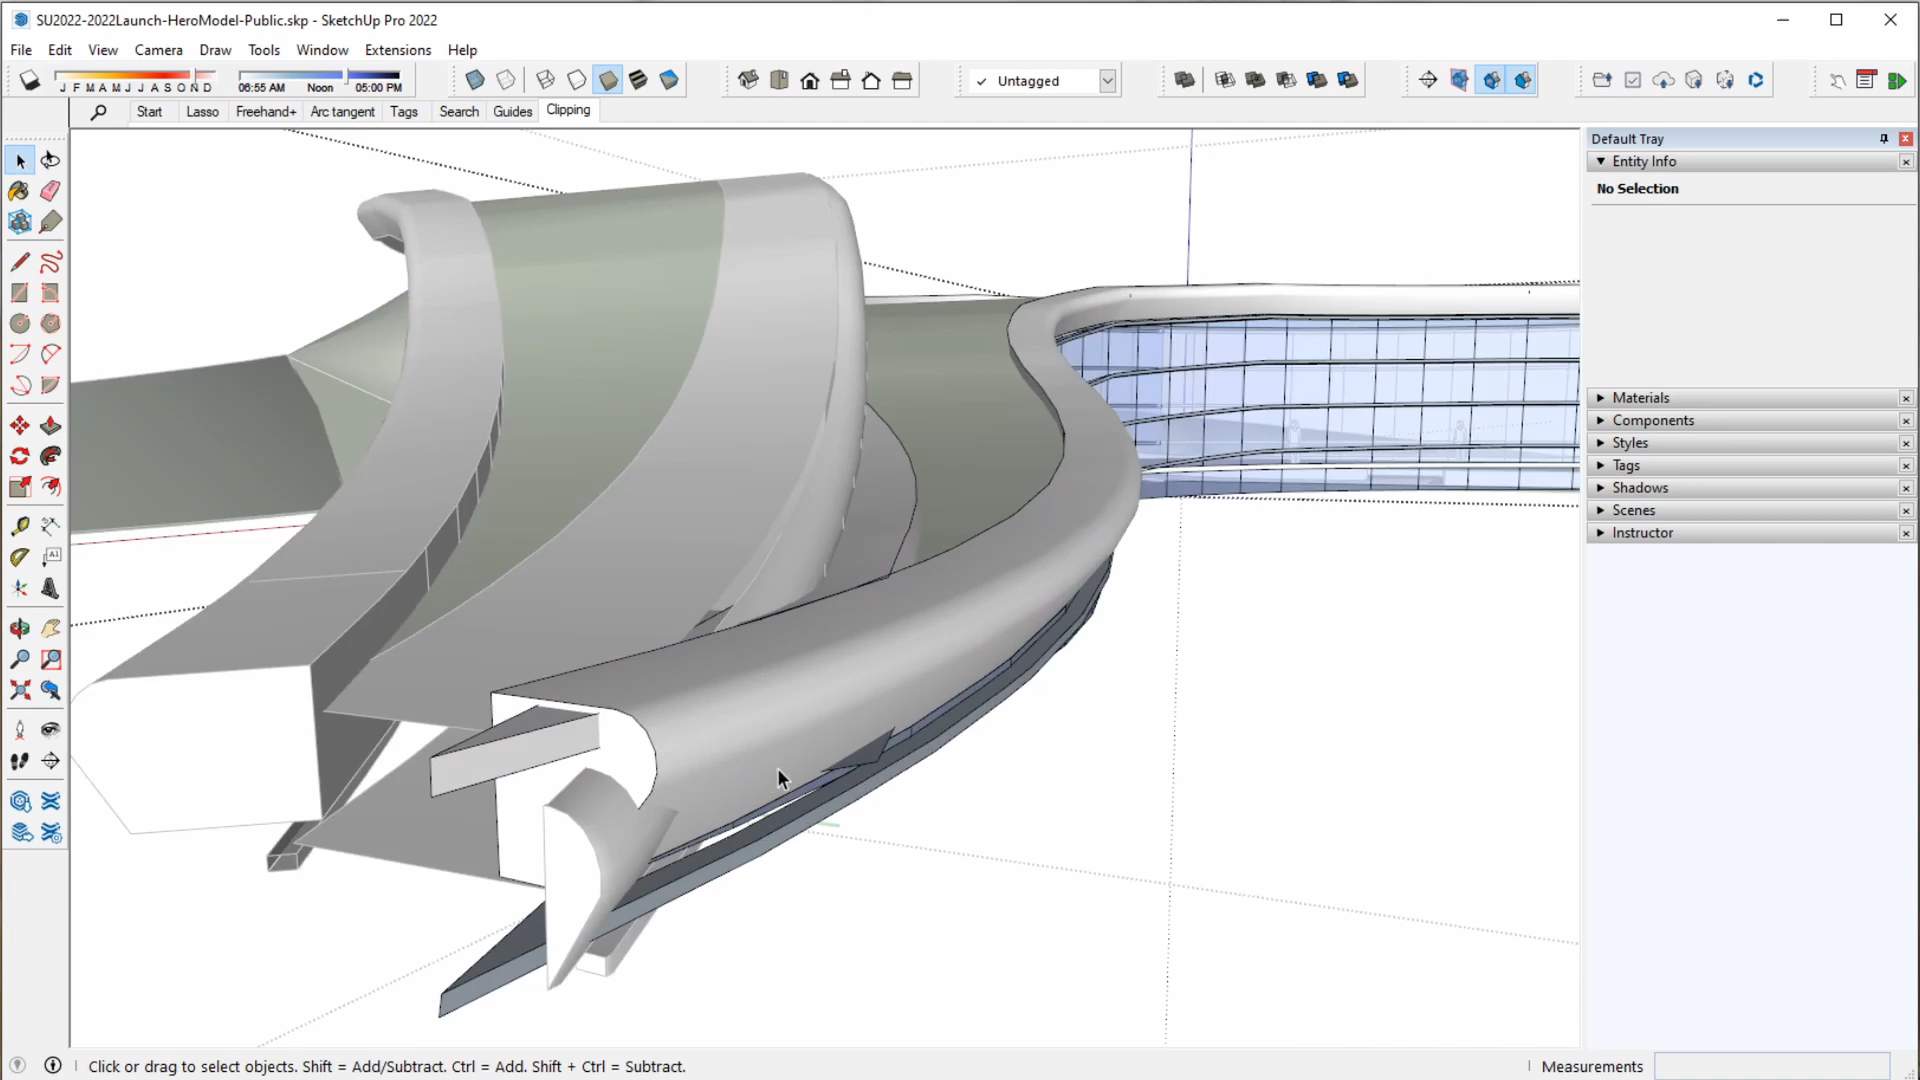 SU2022-2022Launch-HeroModel-Public.skp - SketchUp Pro 2022
File Edit View Camera Draw Tools Window Extensions Help
J F M A M J J A S O N D 06:55 AM Noon 05:00 PM Untagged
Start Lasso Freehand+ Arc tangent Tags Search Guides Clipping
Default Tray
Entity Info
No Selection
Materials
Components
Styles
Tags
Shadows
Scenes
Instructor
A1
Click or drag to select objects. Shift = Add/Subtract. Ctrl = Add. Shift + Ctrl = Subtract. Measurements